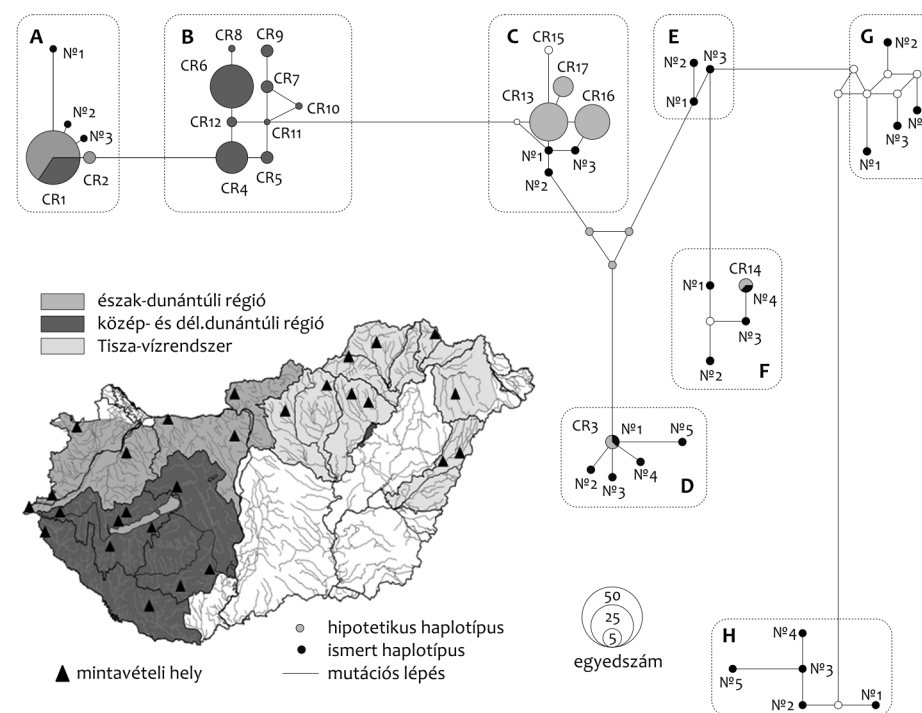 A
Nº1
Nº2
Nº3
CR1
CR2
B
CR8
CR9
CR6
CR7
CR10
CR12
CR11
CR4
CR5
C
CR15
CR17
CR13
CR16
Nº1
Nº3
Nº2
E
Nº2
Nº3
Nº1
G
Nº2
Nº3
Nº1
CR14
Nº1
Nº4
Nº3
Nº2
F
CR3
Nº1
Nº5
Nº4
Nº2
Nº3
D
H
Nº4
Nº3
Nº5
Nº2
Nº1
észak-dunántúli régió
közép- és dél.dunántúli régió
Tisza-vízrendszer
50
25
5
egyedszám
hipotetikus haplotípus
ismert haplotípus
mintavételi hely
mutációs lépés